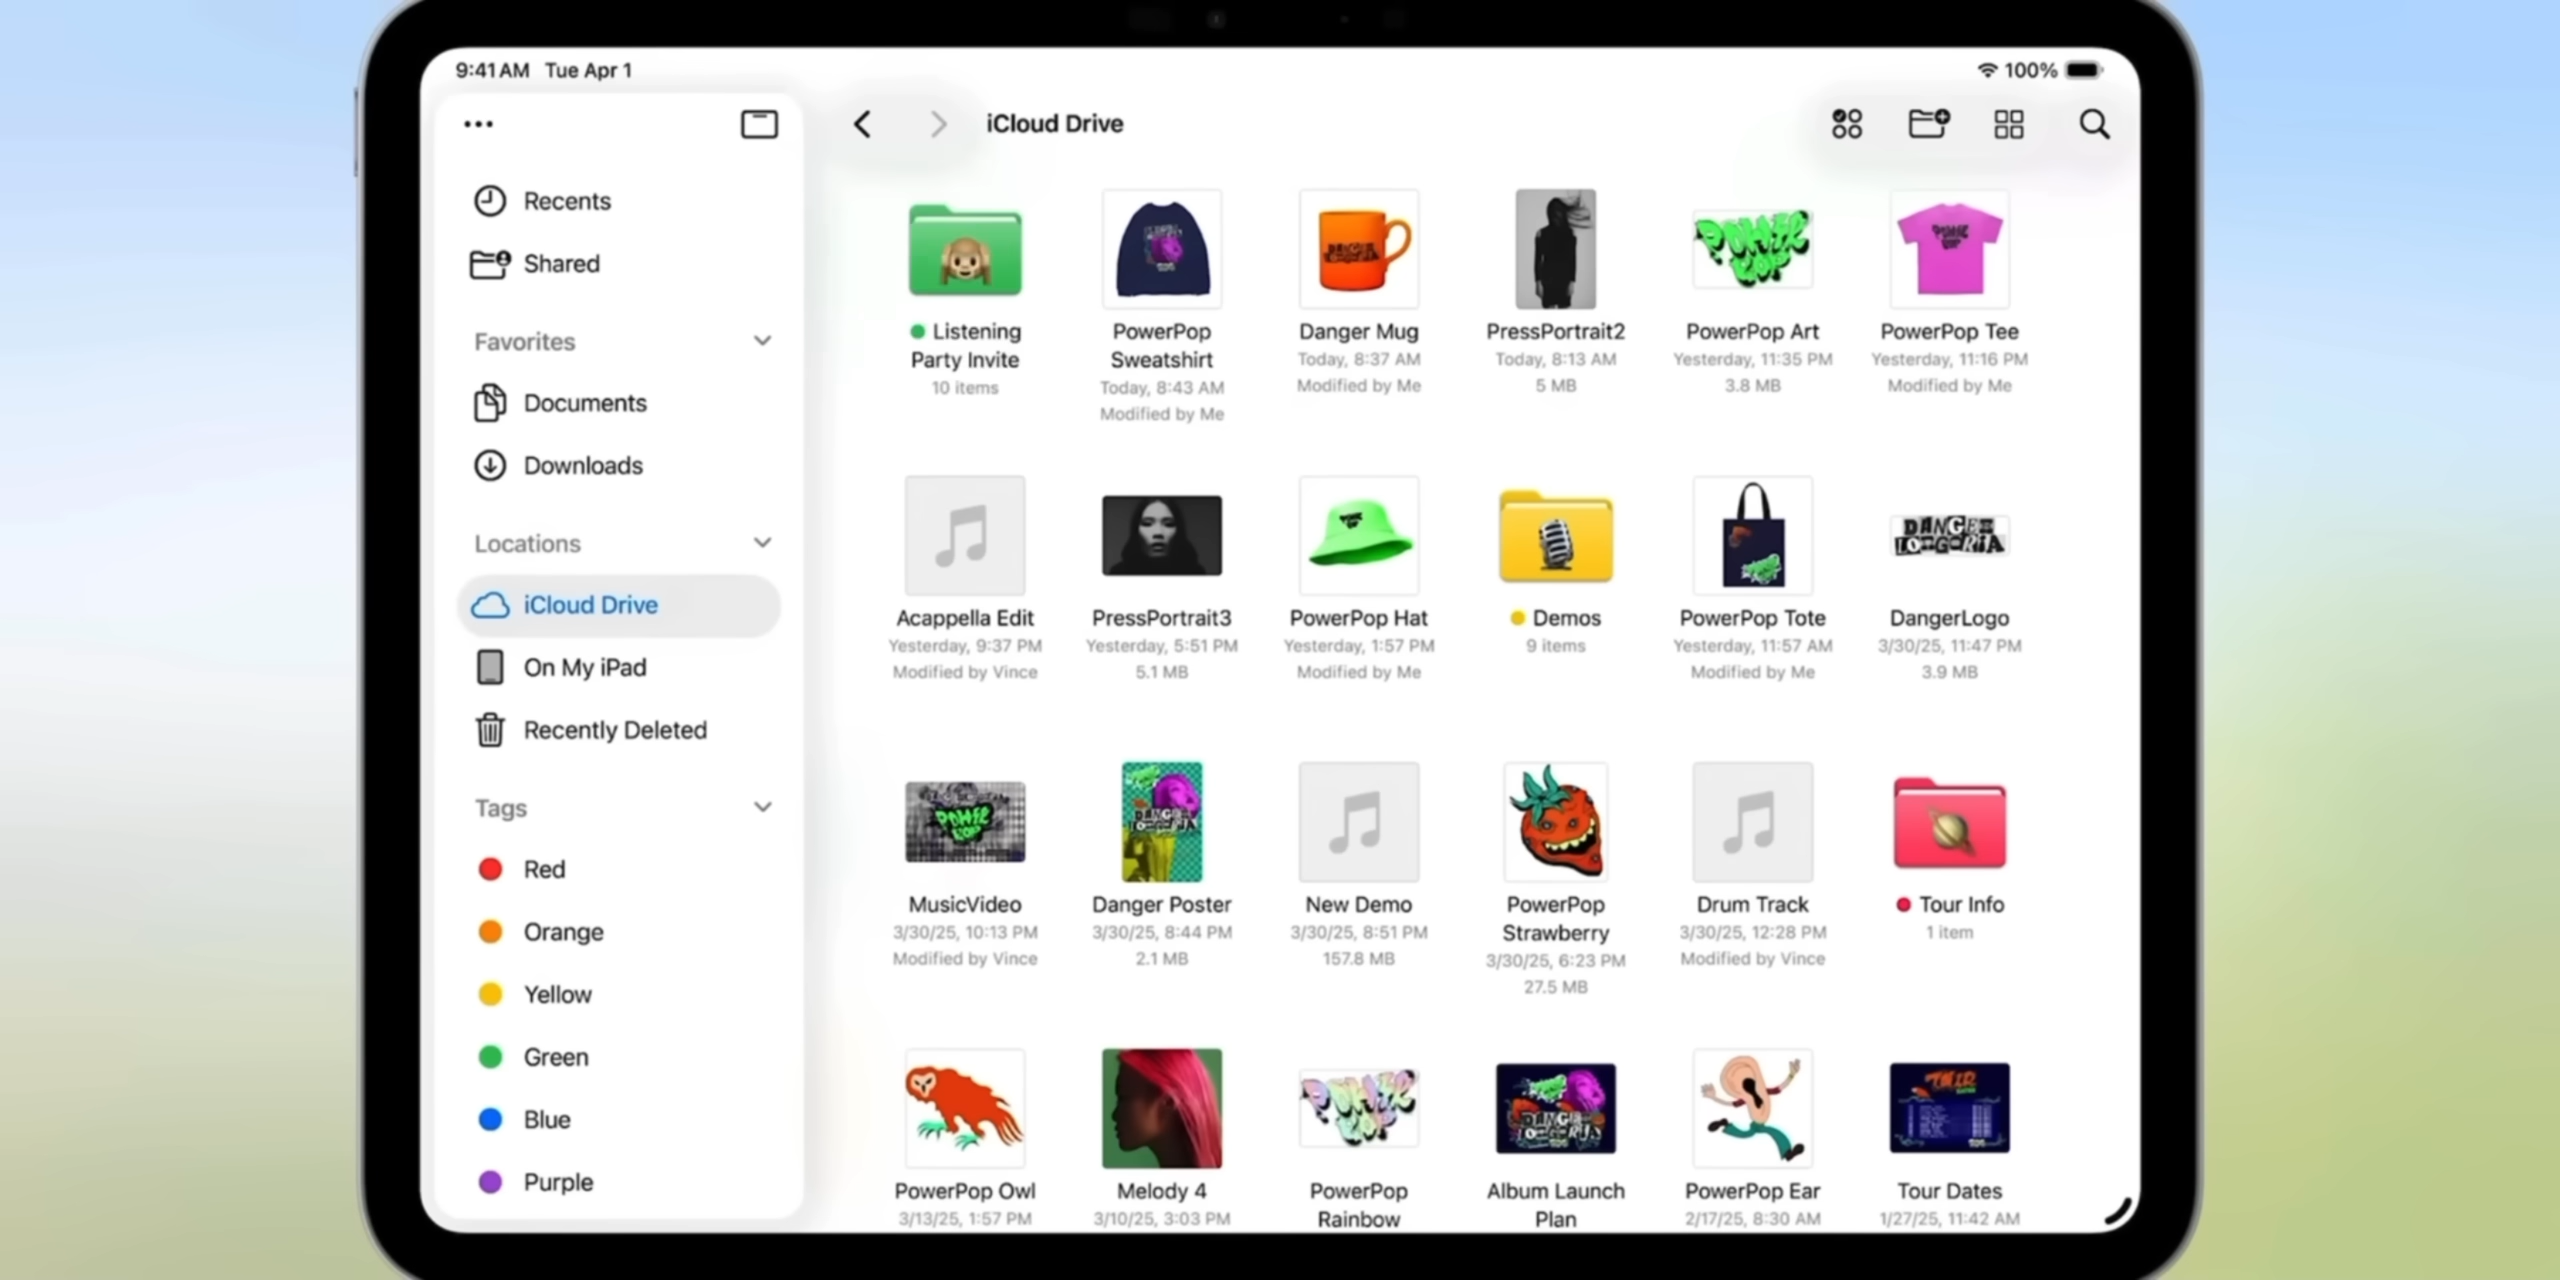 9:41 AM Tue Apr 1
100%
iCloud Drive
Recents
Shared
Favorites
Documents
Downloads
Locations
iCloud Drive
On My iPad
Recently Deleted
Tags
Red
Orange
Yellow
Green
Blue
Purple
Listening
Party Invite
10 items
PowerPop
Sweatshirt
Today, 8:43 AM
Modified by Me
Danger Mug
Today, 8:37 AM
Modified by Me
PressPortrait2
Today, 8:13 AM
5 MB
PowerPop Art
Yesterday, 11:35 PM
3.8 MB
PowerPop Tee
Yesterday, 11:16 PM
Modified by Me
Acappella Edit
Yesterday, 9:37 PM
Modified by Vince
PressPortrait3
Yesterday, 5:51 PM
5.1 MB
PowerPop Hat
Yesterday, 1:57 PM
Modified by Me
Demos
9 items
PowerPop Tote
Yesterday, 11:57 AM
Modified by Me
DANGER
LONGORIA
DangerLogo
3/30/25, 11:47 PM
3.9 MB
MusicVideo
3/30/25, 10:13 PM
Modified by Vince
Danger Poster
3/30/25, 8:44 PM
2.1 MB
New Demo
3/30/25, 8:51 PM
157.8 MB
PowerPop
Strawberry
3/30/25, 6:23 PM
27.5 MB
Drum Track
3/30/25, 12:28 PM
Modified by Vince
Tour Info
1 item
PowerPop Owl
3/13/25, 1:57 PM
Melody 4
3/10/25, 3:03 PM
PowerPop
Rainbow
Album Launch
Plan
PowerPop Ear
2/17/25, 8:30 AM
Tour Dates
1/27/25, 11:42 AM